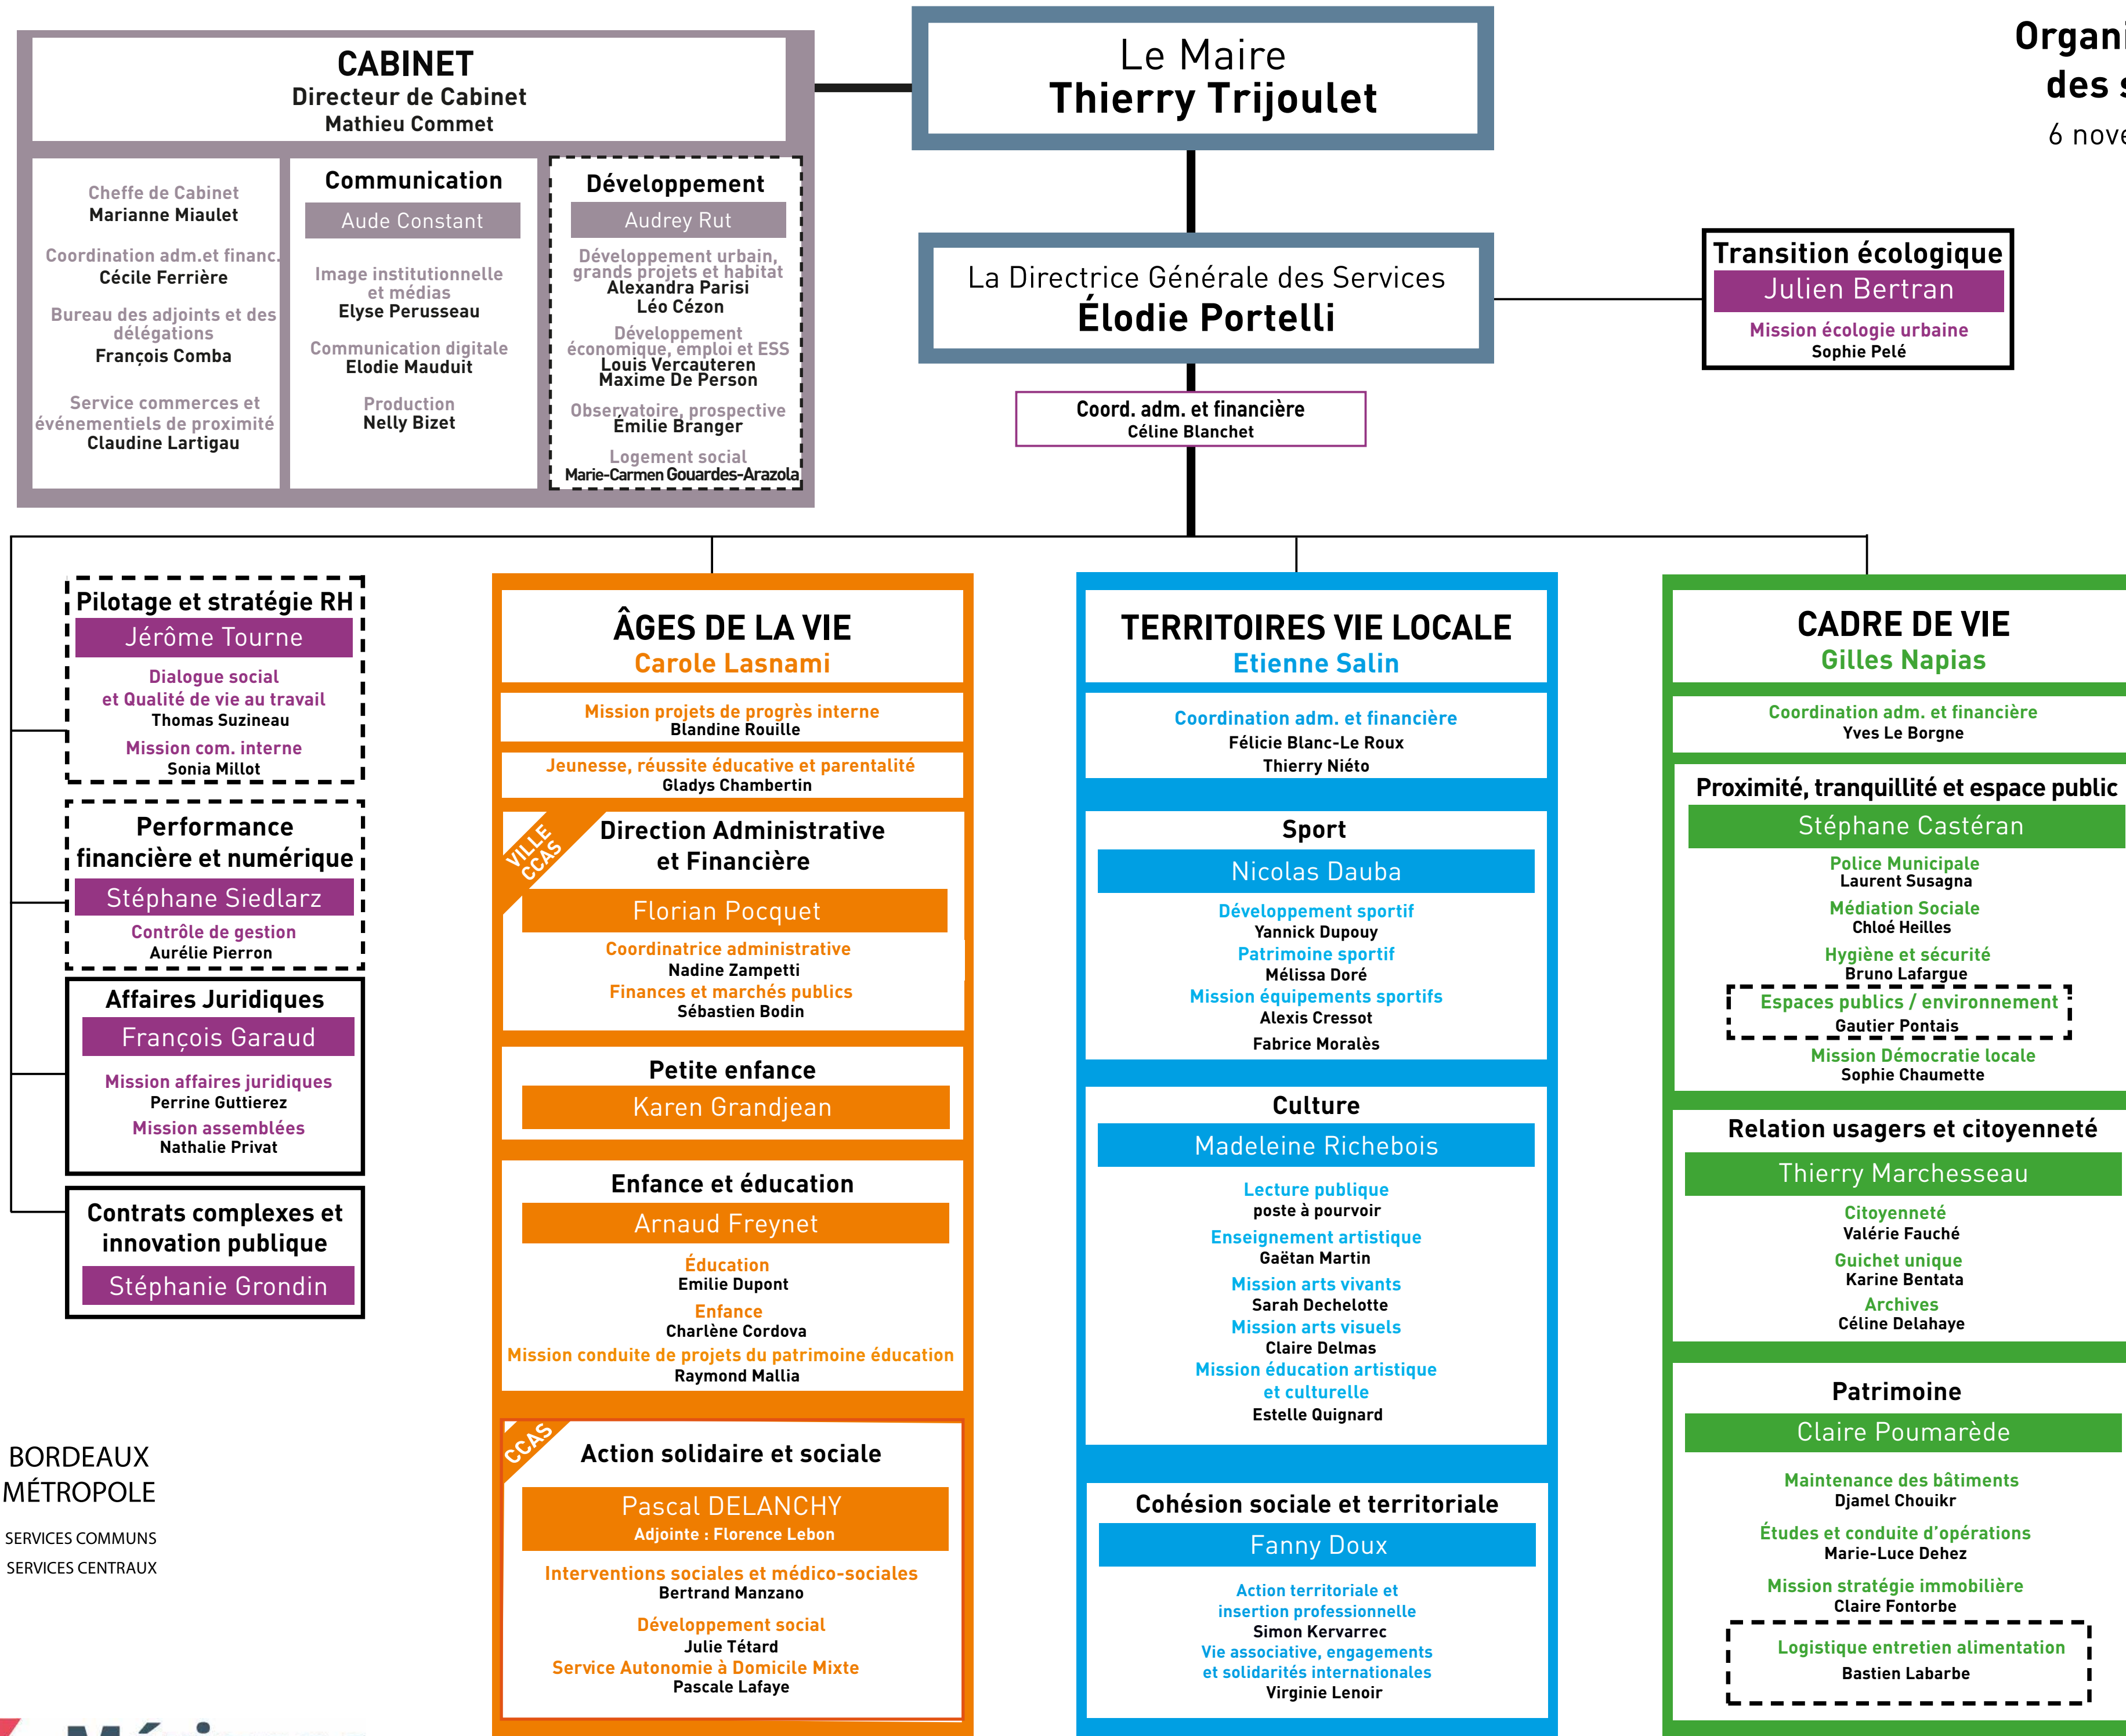 CABINET
Directeur de Cabinet
Mathieu Commet
Cheffe de Cabinet
Marianne Miaulet
Coordination adm.et financ.
Cécile Ferrière
Bureau des adjoints et des
délégations
François Comba
Service commerces et
événementiels de proximité
Claudine Lartigau
Communication
Aude Constant
Image institutionnelle
et médias
Elyse Perusseau
Communication digitale
Elodie Mauduit
Production
Nelly Bizet
Développement
Audrey Rut
Développement urbain,
grands projets et habitat
Alexandra Parisi
Léo Cézon
Développement
économique, emploi et ESS
Louis Vercauteren
Maxime De Person
Observatoire, prospective
Émilie Branger
Logement social
Marie-Carmen Gouardes-Arazola
Le Maire
Thierry Trijoulet
La Directrice Générale des Services
Élodie Portelli
Coord. adm. et financière
Céline Blanchet
Organi
des s
6 nove
Transition écologique
Julien Bertran
Mission écologie urbaine
Sophie Pelé
Pilotage et stratégie RH
Jérôme Tourne
Dialogue social
et Qualité de vie au travail
Thomas Suzineau
Mission com. interne
Sonia Millot
Performance
financière et numérique
Stéphane Siedlarz
Contrôle de gestion
Aurélie Pierron
Affaires Juridiques
François Garaud
Mission affaires juridiques
Perrine Guttierez
Mission assemblées
Nathalie Privat
Contrats complexes et
innovation publique
Stéphanie Grondin
BORDEAUX
MÉTROPOLE
SERVICES COMMUNS
SERVICES CENTRAUX
ÂGES DE LA VIE
Carole Lasnami
Mission projets de progrès interne
Blandine Rouille
Jeunesse, réussite éducative et parentalité
Gladys Chambertin
VILLE
CCAS
Direction Administrative
et Financière
Florian Pocquet
Coordinatrice administrative
Nadine Zampetti
Finances et marchés publics
Sébastien Bodin
Petite enfance
Karen Grandjean
Enfance et éducation
Arnaud Freynet
Éducation
Emilie Dupont
Enfance
Charlène Cordova
Mission conduite de projets du patrimoine éducation
Raymond Mallia
CCAS
Action solidaire et sociale
Pascal DELANCHY
Adjointe : Florence Lebon
Interventions sociales et médico-sociales
Bertrand Manzano
Développement social
Julie Tétard
Service Autonomie à Domicile Mixte
Pascale Lafaye
TERRITOIRES VIE LOCALE
Etienne Salin
Coordination adm. et financière
Félicie Blanc-Le Roux
Thierry Niéto
Sport
Nicolas Dauba
Développement sportif
Yannick Dupouy
Patrimoine sportif
Mélissa Doré
Mission équipements sportifs
Alexis Cressot
Fabrice Moralès
Culture
Madeleine Richebois
Lecture publique
poste à pourvoir
Enseignement artistique
Gaëtan Martin
Mission arts vivants
Sarah Dechelotte
Mission arts visuels
Claire Delmas
Mission éducation artistique
et culturelle
Estelle Quignard
Cohésion sociale et territoriale
Fanny Doux
Action territoriale et
insertion professionnelle
Simon Kervarrec
Vie associative, engagements
et solidarités internationales
Virginie Lenoir
CADRE DE VIE
Gilles Napias
Coordination adm. et financière
Yves Le Borgne
Proximité, tranquillité et espace public
Stéphane Castéran
Police Municipale
Laurent Susagna
Médiation Sociale
Chloé Heilles
Hygiène et sécurité
Bruno Lafargue
Espaces publics / environnement
Gautier Pontais
Mission Démocratie locale
Sophie Chaumette
Relation usagers et citoyenneté
Thierry Marchesseau
Citoyenneté
Valérie Fauché
Guichet unique
Karine Bentata
Archives
Céline Delahaye
Patrimoine
Claire Poumarède
Maintenance des bâtiments
Djamel Chouikr
Études et conduite d'opérations
Marie-Luce Dehez
Mission stratégie immobilière
Claire Fontorbe
Logistique entretien alimentation
Bastien Labarbe